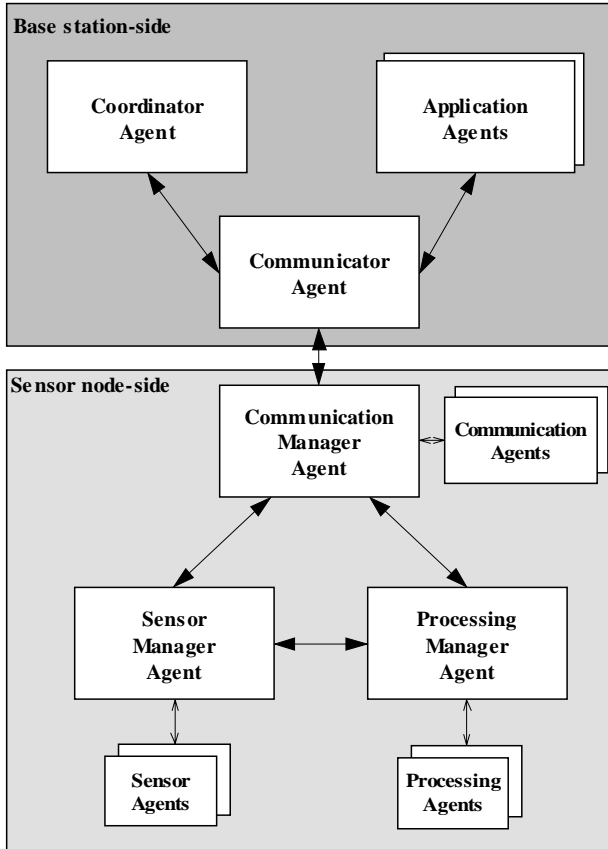 Base station-side
Coordinator
Agent
Application
Agents
Communicator
Agent
Sensor node-side
Communication
Manager
Agent
Communication
Agents
Sensor
Manager
Agent
Processing
Manager
Agent
Sensor
Agents
Processing
Agents